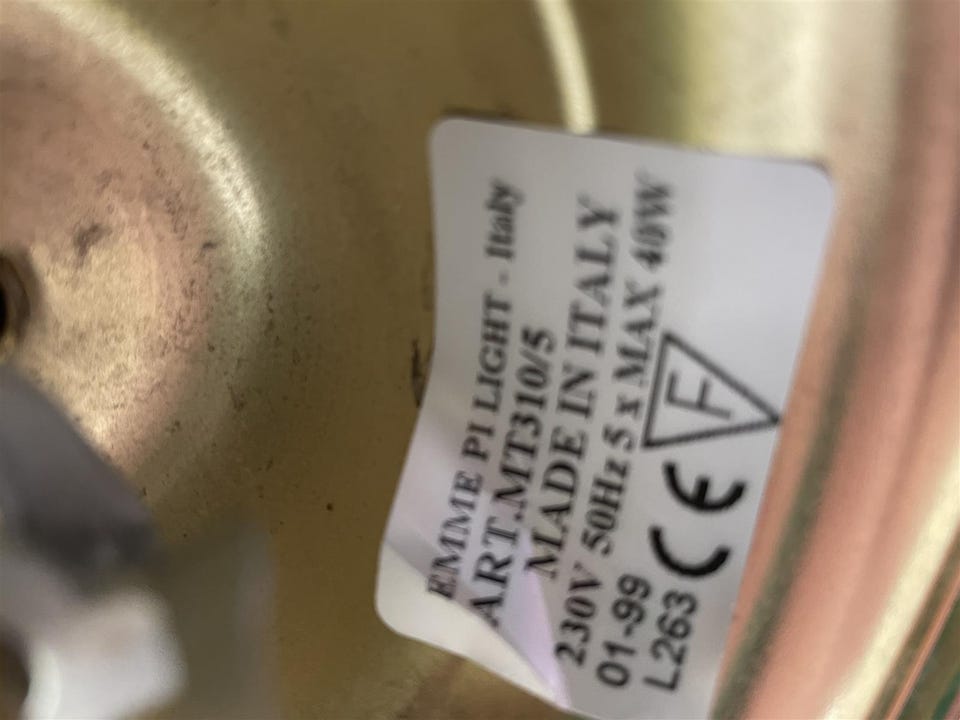 EMME PI LIGHT - Italy
ART.MT310/5
MADE IN ITALY
230V 50Hz 5 x MAX 40W
01-99 CE F
L263